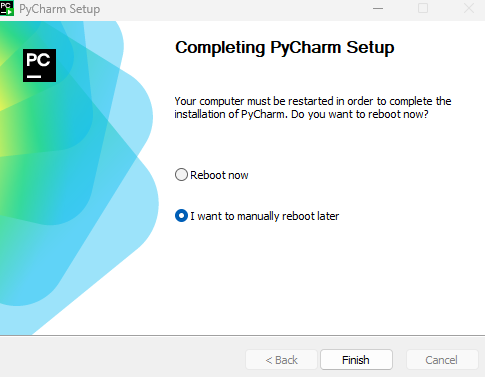 PyCharm Setup
PC
Completing PyCharm Setup
Your computer must be restarted in order to complete the
installation of PyCharm. Do you want to reboot now?
Reboot now
I want to manually reboot later
< Back
Finish
Cancel